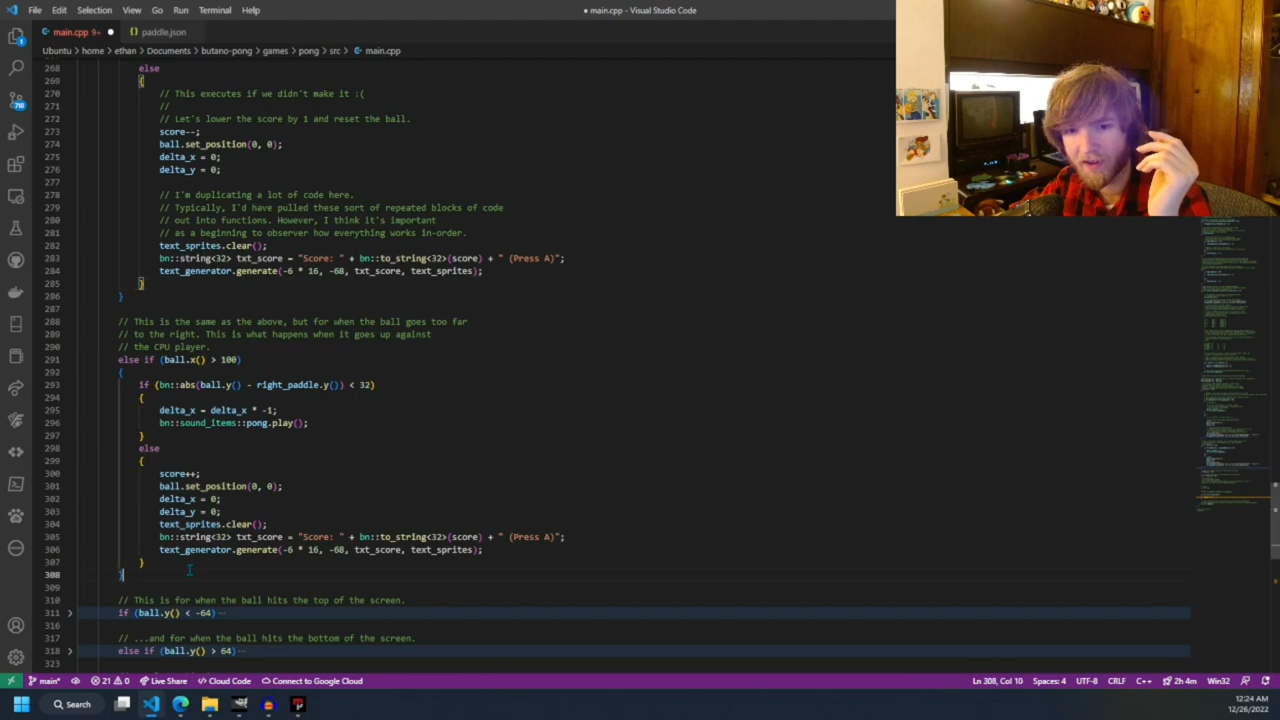 File Edit Selection View Go Run Terminal Help
● main.cpp - Visual Studio Code
main.cpp 9+ ●
paddle.json
Ubuntu > home > ethan > Documents > butano-pong > games > pong > src > main.cpp
268 else
269 {
270 // This executes if we didn't make it :(
271 //
272 // Let's lower the score by 1 and reset the ball.
273 score--;
274 ball.set_position(0, 0);
275 delta_x = 0;
276 delta_y = 0;
277
278 // I'm duplicating a lot of code here.
279 // Typically, I'd have pulled these sort of repeated blocks of code
280 // out into functions. However, I think it's important
281 // as a beginning to observer how everything works in-order.
282 text_sprites.clear();
283 bn::string<32> txt_score = "Score: " + bn::to_string<32>(score) + " (Press A)";
284 text_generator.generate(-6 * 16, -68, txt_score, text_sprites);
285 }
286 }
287
288 // This is the same as the above, but for when the ball goes too far
289 // to the right. This is what happens when it goes up against
290 // the CPU player.
291 else if (ball.x() > 100)
292 {
293 if (bn::abs(ball.y() - right_paddle.y()) < 32)
294 {
295 delta_x = delta_x * -1;
296 bn::sound_items::pong.play();
297 }
298 else
299 {
300 score++;
301 ball.set_position(0, 0);
302 delta_x = 0;
303 delta_y = 0;
304 text_sprites.clear();
305 bn::string<32> txt_score = "Score: " + bn::to_string<32>(score) + " (Press A)";
306 text_generator.generate(-6 * 16, -68, txt_score, text_sprites);
307 }
308 }
309
310 // This is for when the ball hits the top of the screen.
311 > if (ball.y() < -64) ...
316
317 // ...and for when the ball hits the bottom of the screen.
318 > else if (ball.y() > 64) ...
323
main* 21 0 Live Share Cloud Code Connect to Google Cloud
Ln 308, Col 10 Spaces: 4 UTF-8 CRLF C++ 2h 4m Win32
Search
12:24 AM
12/26/2022